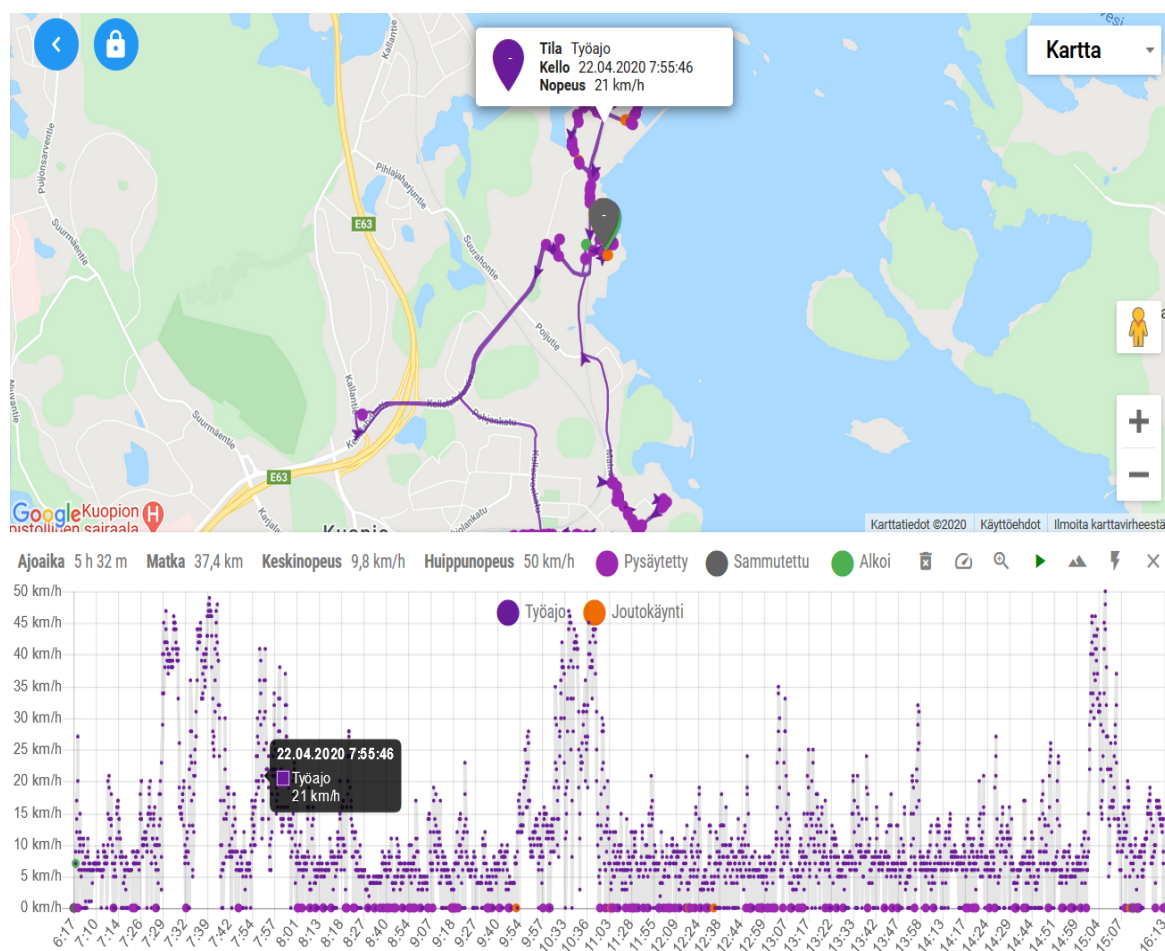 Tila Työajo
Kello 22.04.2020 7:55:46
Nopeus 21 km/h
Kartta
Kallantie
Puijonsarventie
Pihlajaharjuntie
E63
Suurmäentie
Suurahontie
Poijutie
Kallantie
Suurmäentie
Pohjankatu
E63
Google
Kuopion
Kuopio
Karttatiedot ©2020 Käyttöehdot Ilmoita karttavirheestä
Ajoaika 5 h 32 m Matka 37,4 km Keskinopeus 9,8 km/h Huippunopeus 50 km/h Pysäytetty Sammutettu Alkoi
Työajo Joutokäynti
50 km/h
45 km/h
40 km/h
35 km/h
30 km/h
25 km/h
20 km/h
15 km/h
10 km/h
5 km/h
0 km/h
22.04.2020 7:55:46
Työajo
21 km/h
6:17 7:10 7:14 7:26 7:29 7:32 7:39 7:42 7:54 7:57 8:01 8:13 8:18 8:27 8:40 8:54 9:07 9:18 9:27 9:40 9:54 9:57 10:33 10:36 11:03 11:28 12:09 12:24 12:38 12:44 12:59 13:07 13:17 13:22 13:33 13:47 13:58 14:13 14:17 14:24 14:29 14:44 14:51 15:04 16:07 16:13